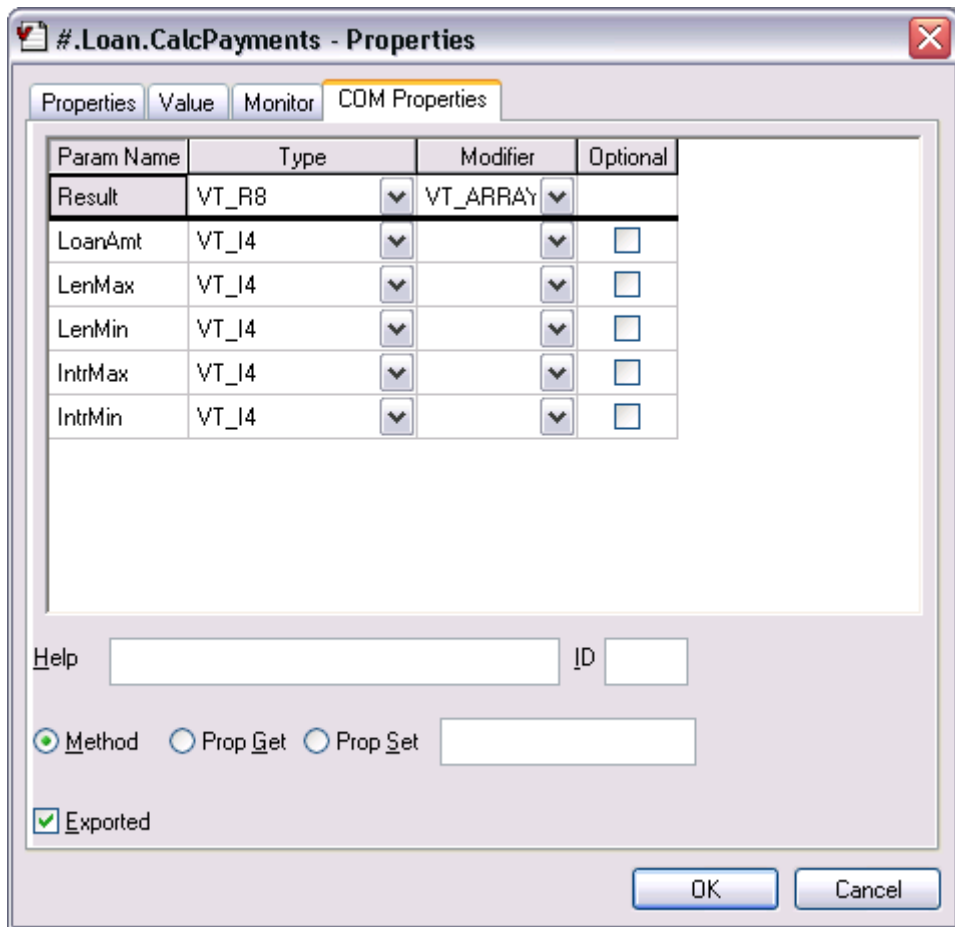 #.Loan.CalcPayments - Properties
Properties Value Monitor COM Properties
Param Name Type Modifier Optional
Result VT_R8 VT_ARRAY
LoanAmt VT_I4
LenMax VT_I4
LenMin VT_I4
IntrMax VT_I4
IntrMin VT_I4
Help ID
Method Prop Get Prop Set
Exported
OK Cancel